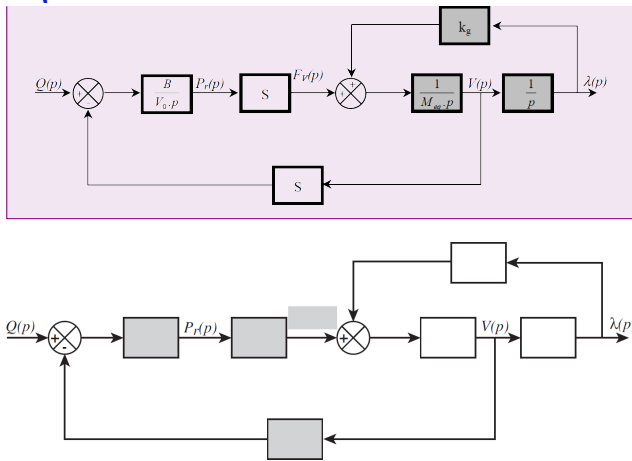 k_g
Q(p) + - B / V_0 . p P_r(p) S F_V(p) + + 1 / M_eq . p V(p) 1 / p λ(p)
S
Q(p) + - P_r(p) + V(p) λ(p